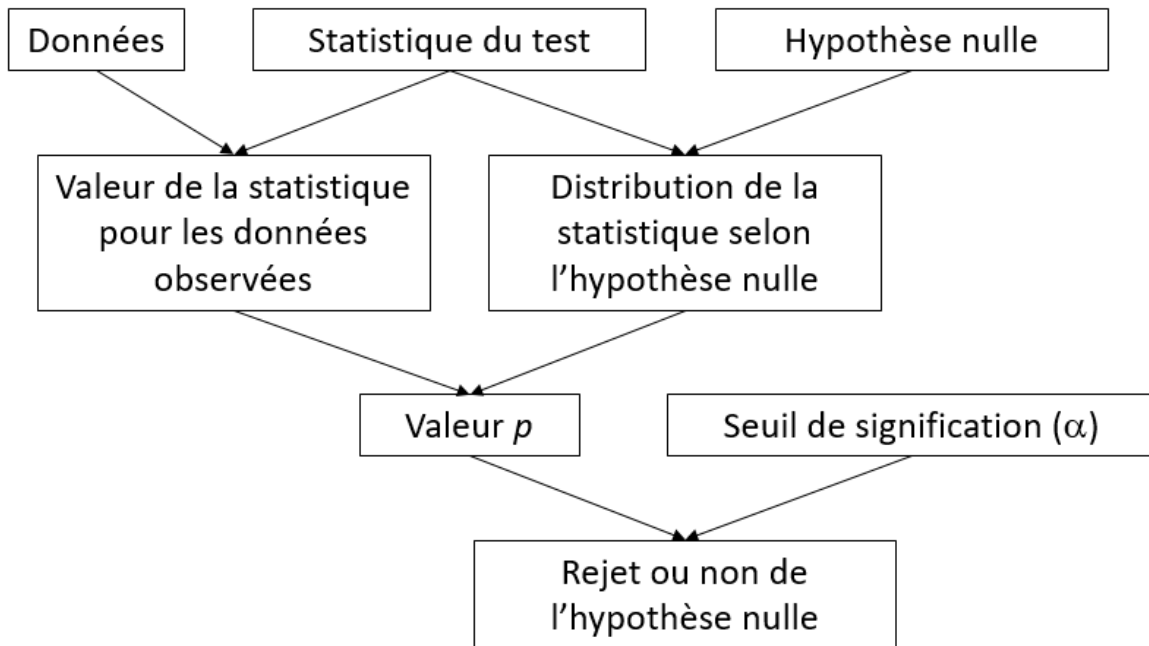 Données
Statistique du test
Hypothèse nulle
Valeur de la statistique
pour les données
observées
Distribution de la
statistique selon
l’hypothèse nulle
Valeur p
Seuil de signification (α)
Rejet ou non de
l’hypothèse nulle